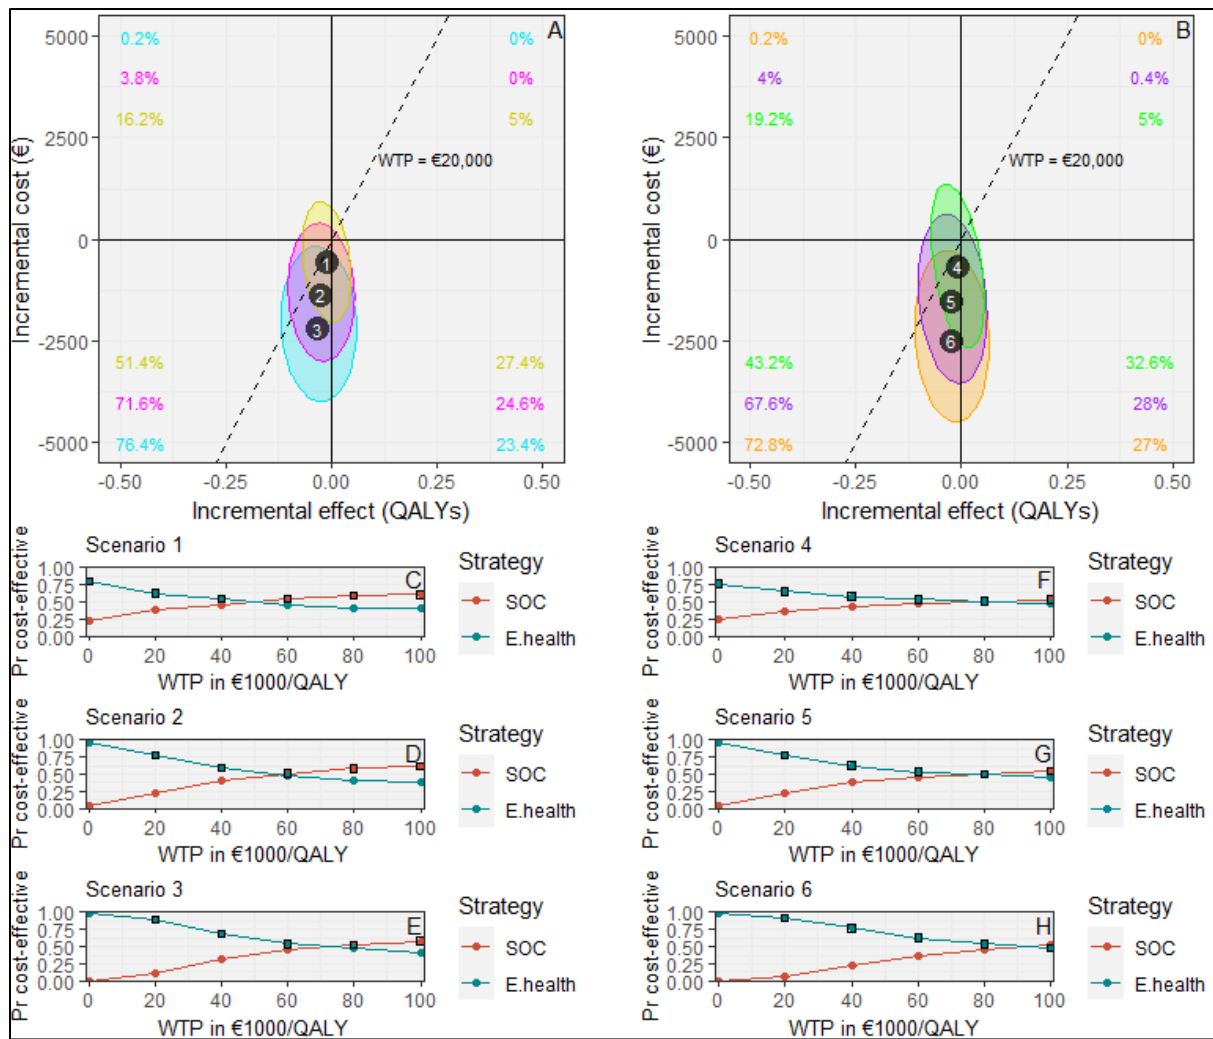 A
5000
2500
0
-2500
-5000
Incremental cost (€)
0.2%
0%
3.8%
0%
16.2%
5%
WTP = €20,000
1
2
3
51.4%
27.4%
71.6%
24.6%
76.4%
23.4%
-0.50
-0.25
0.00
0.25
0.50
Incremental effect (QALYs)
B
5000
2500
0
-2500
-5000
Incremental cost (€)
0.2%
0%
4%
0.4%
19.2%
5%
WTP = €20,000
4
5
6
43.2%
32.6%
67.6%
28%
72.8%
27%
-0.50
-0.25
0.00
0.25
0.50
Incremental effect (QALYs)
Scenario 1
C
Pr cost-effective
1.00
0.75
0.50
0.25
0.00
0 20 40 60 80 100
WTP in €1000/QALY
Strategy
SOC
E.health
Scenario 4
F
Pr cost-effective
1.00
0.75
0.50
0.25
0.00
0 20 40 60 80 100
WTP in €1000/QALY
Strategy
SOC
E.health
Scenario 2
D
Pr cost-effective
1.00
0.75
0.50
0.25
0.00
0 20 40 60 80 100
WTP in €1000/QALY
Strategy
SOC
E.health
Scenario 5
G
Pr cost-effective
1.00
0.75
0.50
0.25
0.00
0 20 40 60 80 100
WTP in €1000/QALY
Strategy
SOC
E.health
Scenario 3
E
Pr cost-effective
1.00
0.75
0.50
0.25
0.00
0 20 40 60 80 100
WTP in €1000/QALY
Strategy
SOC
E.health
Scenario 6
H
Pr cost-effective
1.00
0.75
0.50
0.25
0.00
0 20 40 60 80 100
WTP in €1000/QALY
Strategy
SOC
E.health